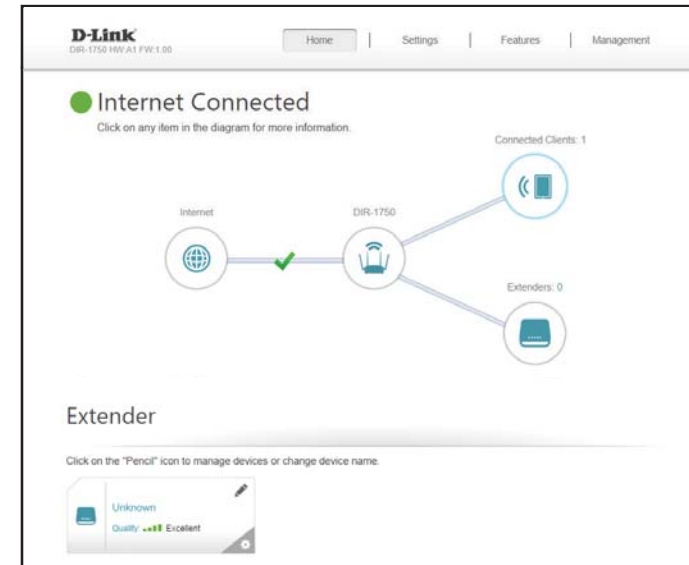 D-Link
DIR-1750 HW:A1 FW:1.00
Home | Settings | Features | Management
Internet Connected
Click on any item in the diagram for more information.
Connected Clients: 1
Internet
DIR-1750
Extenders: 0
Extender
Click on the "Pencil" icon to manage devices or change device name.
Unknown
Quality: Excellent